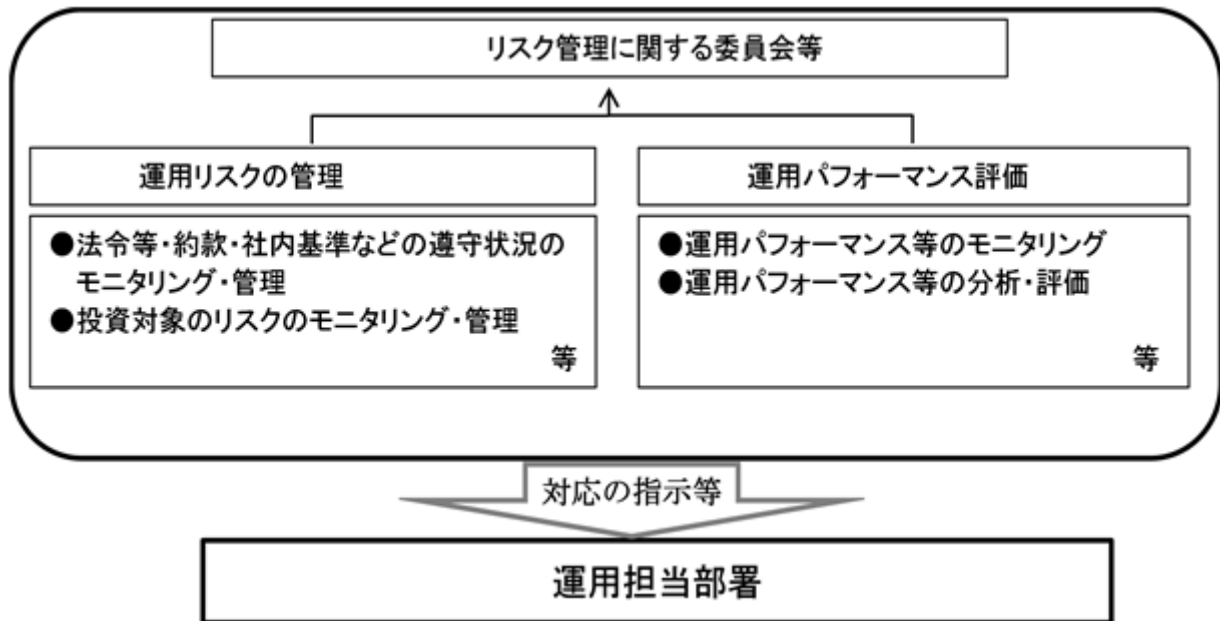 リスク管理に関する委員会等
運用リスクの管理
●法令等・約款・社内基準などの遵守状況の
モニタリング・管理
●投資対象のリスクのモニタリング・管理
等
運用パフォーマンス評価
●運用パフォーマンス等のモニタリング
●運用パフォーマンス等の分析・評価
等
対応の指示等
運用担当部署